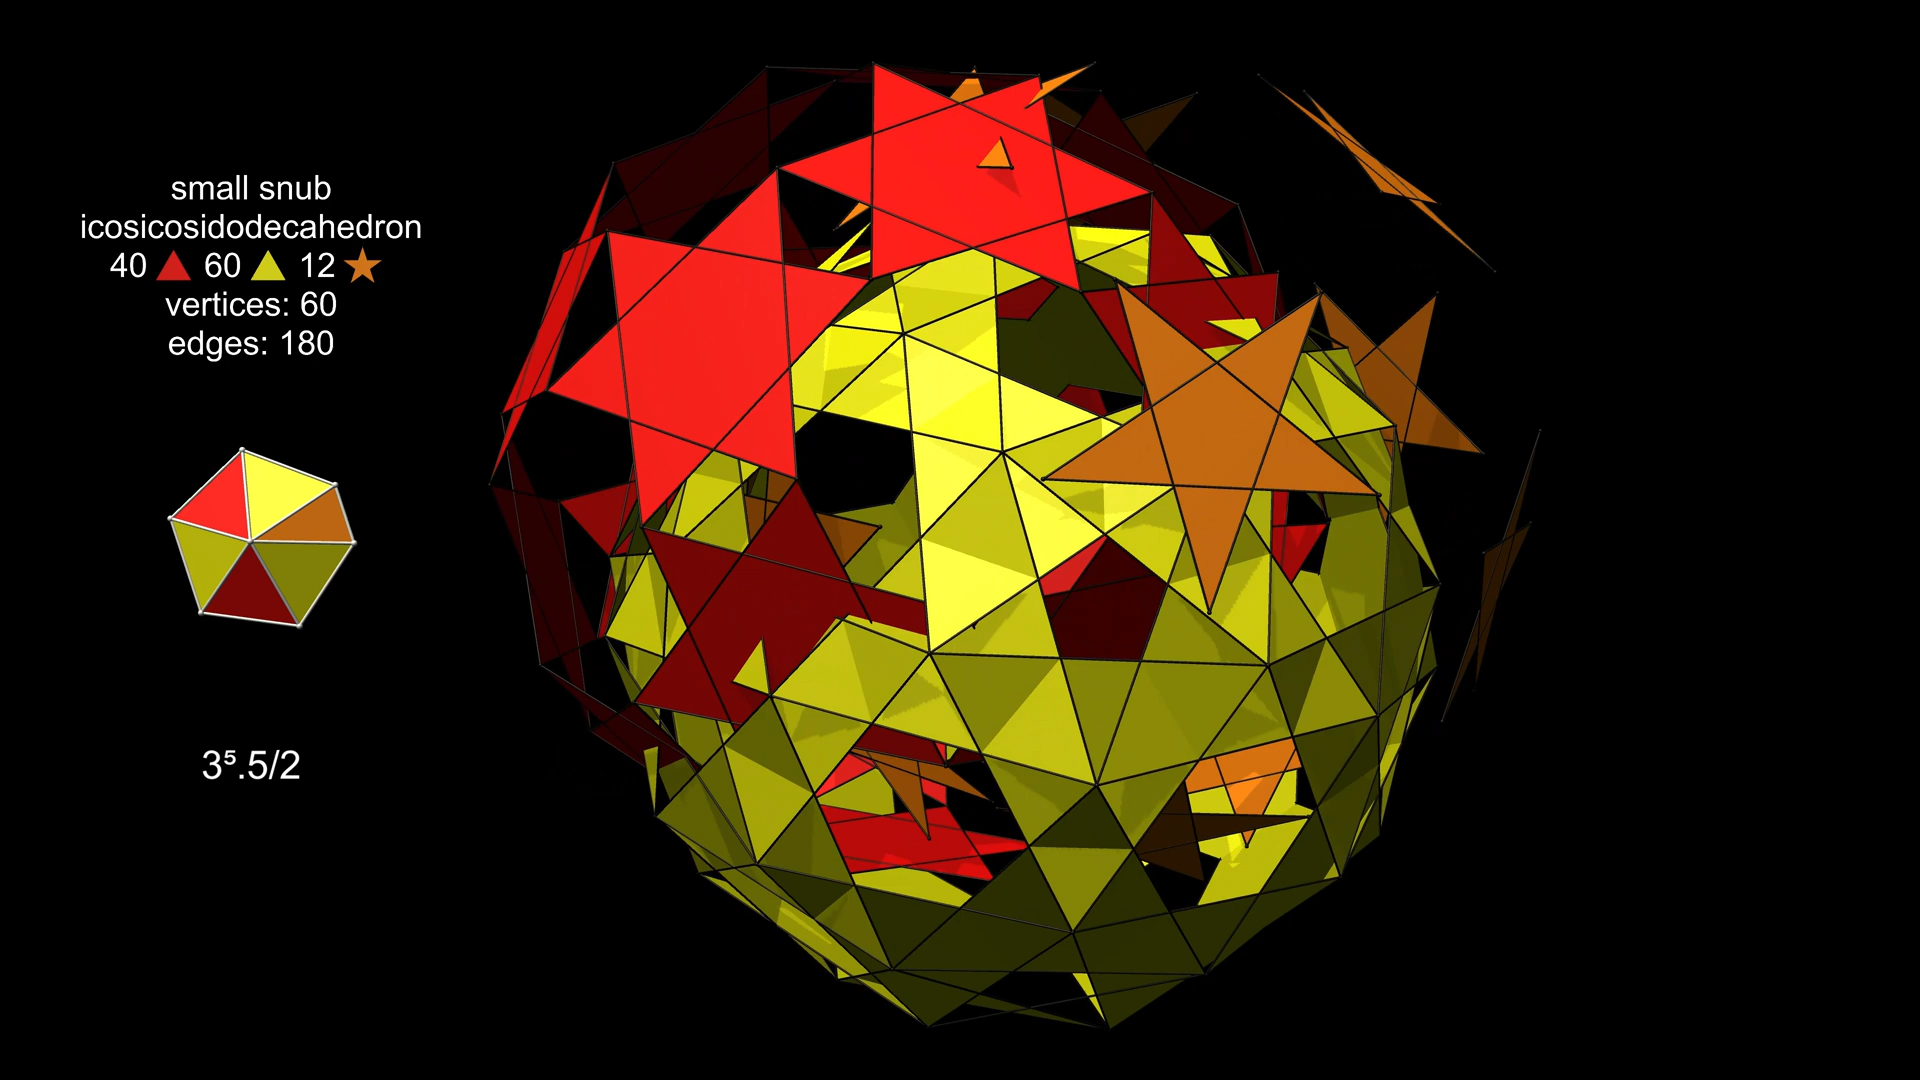 small snub
icosicosidodecahedron
40 60 12
vertices: 60
edges: 180
3⁵.5/2